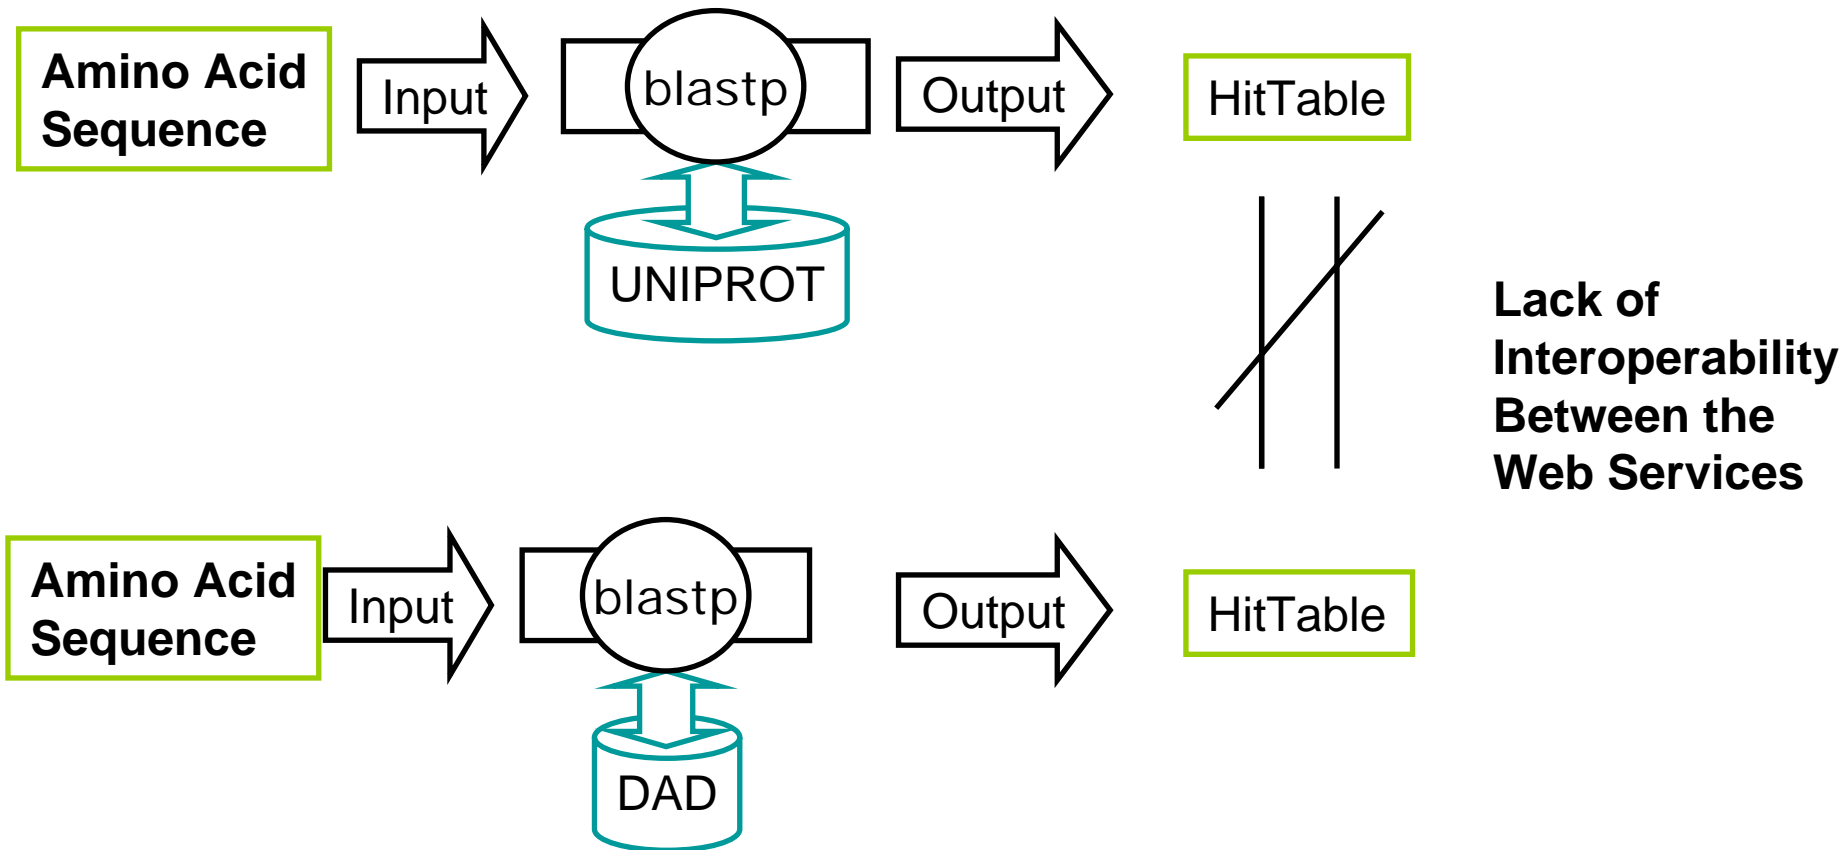 Amino Acid
Sequence
Input
blastp
Output
HitTable
UNIPROT
Lack of
Interoperability
Between the
Web Services
Amino Acid
Sequence
Input
blastp
Output
HitTable
DAD